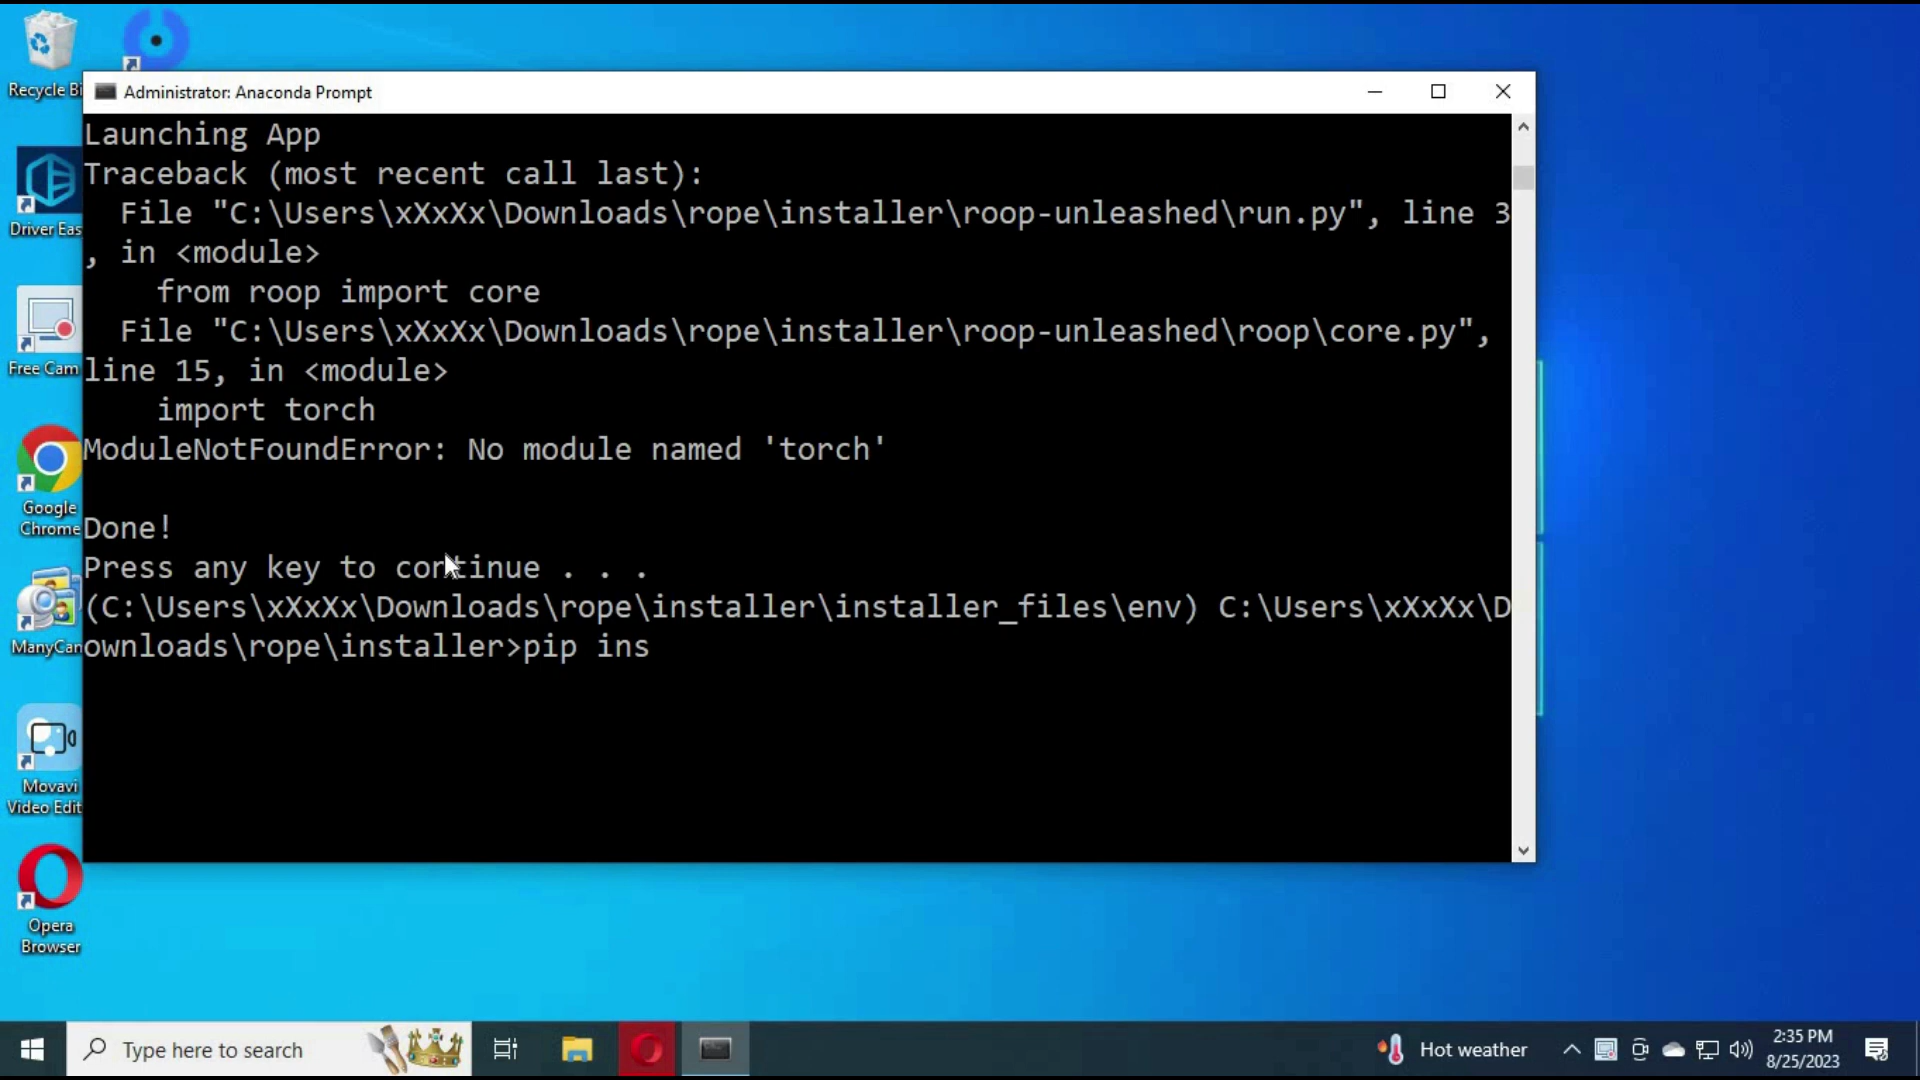 Recycle Bi
Administrator: Anaconda Prompt
Launching App
Traceback (most recent call last):
File "C:\Users\xXxXx\Downloads\rope\installer\roop-unleashed\run.py", line 3
, in <module>
from roop import core
File "C:\Users\xXxXx\Downloads\rope\installer\roop-unleashed\roop\core.py",
line 15, in <module>
import torch
ModuleNotFoundError: No module named 'torch'
Done!
Press any key to continue . . .
(C:\Users\xXxXx\Downloads\rope\installer\installer_files\env) C:\Users\xXxXx\D
ownloads\rope\installer>pip ins
Driver Eas
Free Cam
Google
Chrome
ManyCam
Movavi
Video Edit
Opera
Browser
Type here to search
Hot weather
2:35 PM
8/25/2023